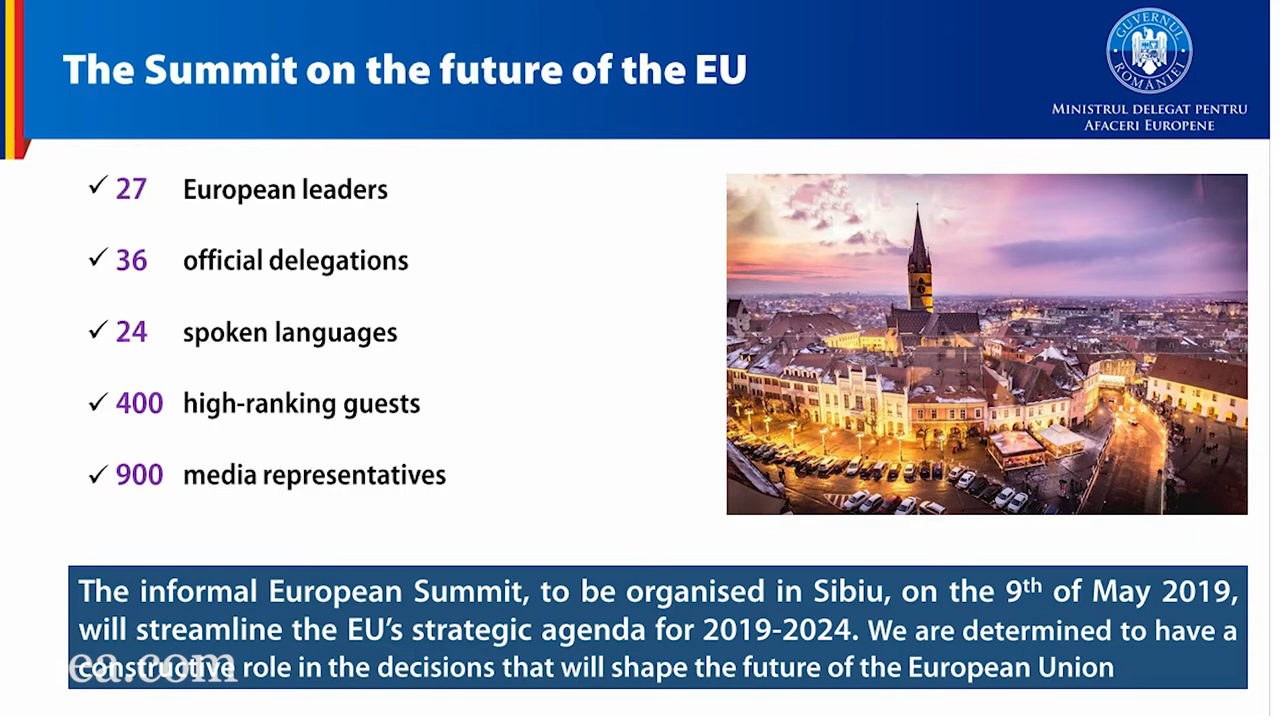 The Summit on the future of the EU
GUVERNUL ROMÂNIEI
MINISTRUL DELEGAT PENTRU
AFACERI EUROPENE
✓ 27 European leaders
✓ 36 official delegations
✓ 24 spoken languages
✓ 400 high-ranking guests
✓ 900 media representatives
The informal European Summit, to be organised in Sibiu, on the 9th of May 2019,
will streamline the EU's strategic agenda for 2019-2024. We are determined to have a
constructive role in the decisions that will shape the future of the European Union
ea.com